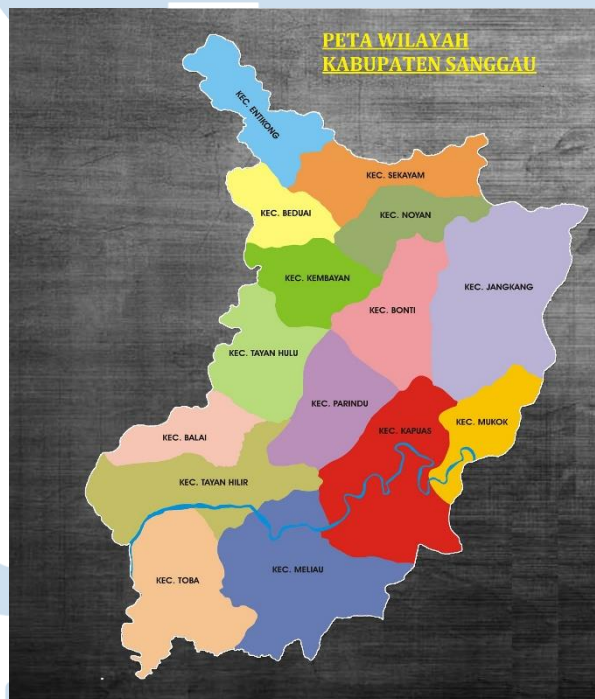 PETA WILAYAH
KABUPATEN SANGGAU
KEC. ENTIKONG
KEC. SEKAYAM
KEC. BEDUAI
KEC. NOYAN
KEC. KEMBAYAN
KEC. JANGKANG
KEC. BONTI
KEC. TAYAN HULU
KEC. PARINDU
KEC. MUKOK
KEC. KAPUAS
KEC. BALAI
KEC. TAYAN HILIR
KEC. MELIAU
KEC. TOBA